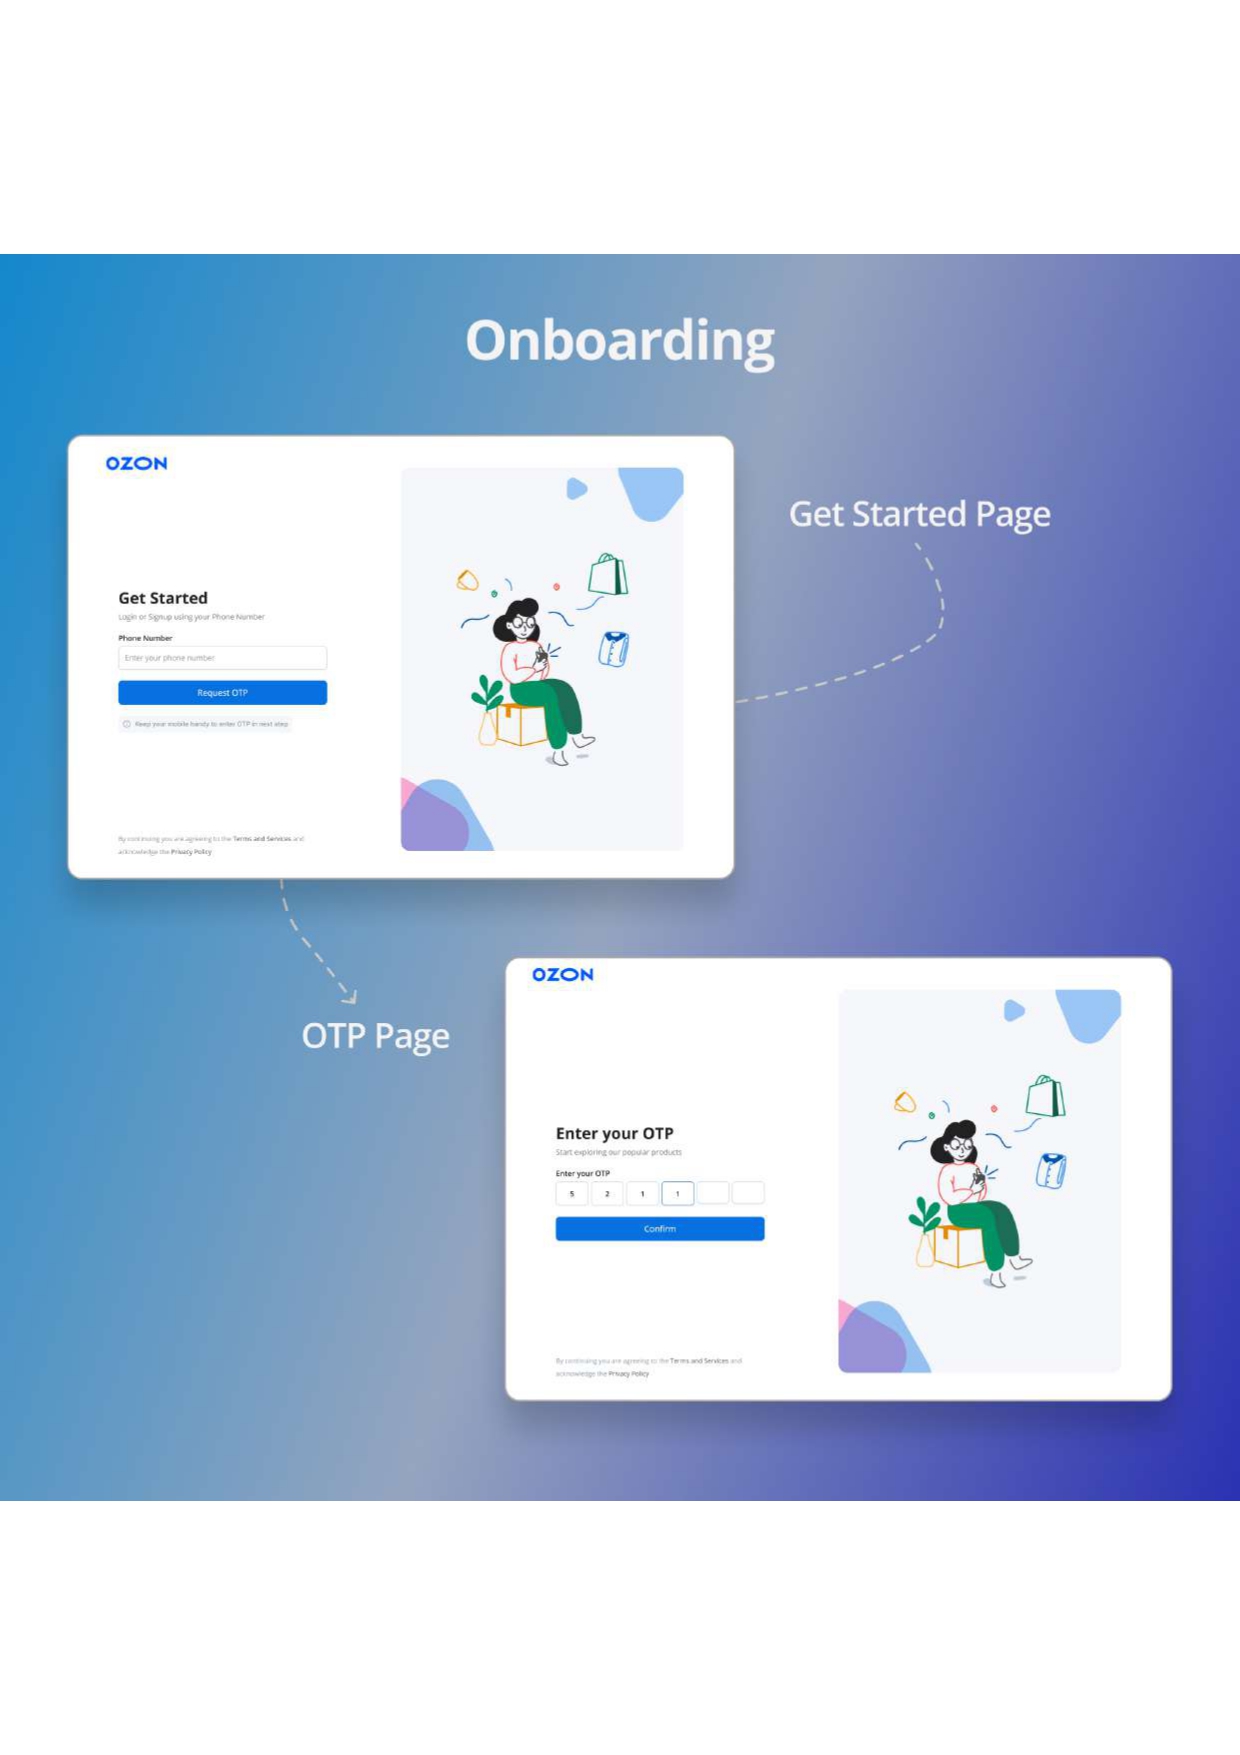 Onboarding
OZON
Get Started
Login or Signup using your Phone Number
Phone Number
Enter your phone number
Request OTP
Keep your mobile handy to enter OTP in next step
By continuing you are agreeing to the Terms and Services and
acknowledge the Privacy Policy
Get Started Page
OTP Page
OZON
Enter your OTP
Start exploring our popular products
Enter your OTP
5 2 1 1
Confirm
By continuing you are agreeing to the Terms and Services and
acknowledge the Privacy Policy